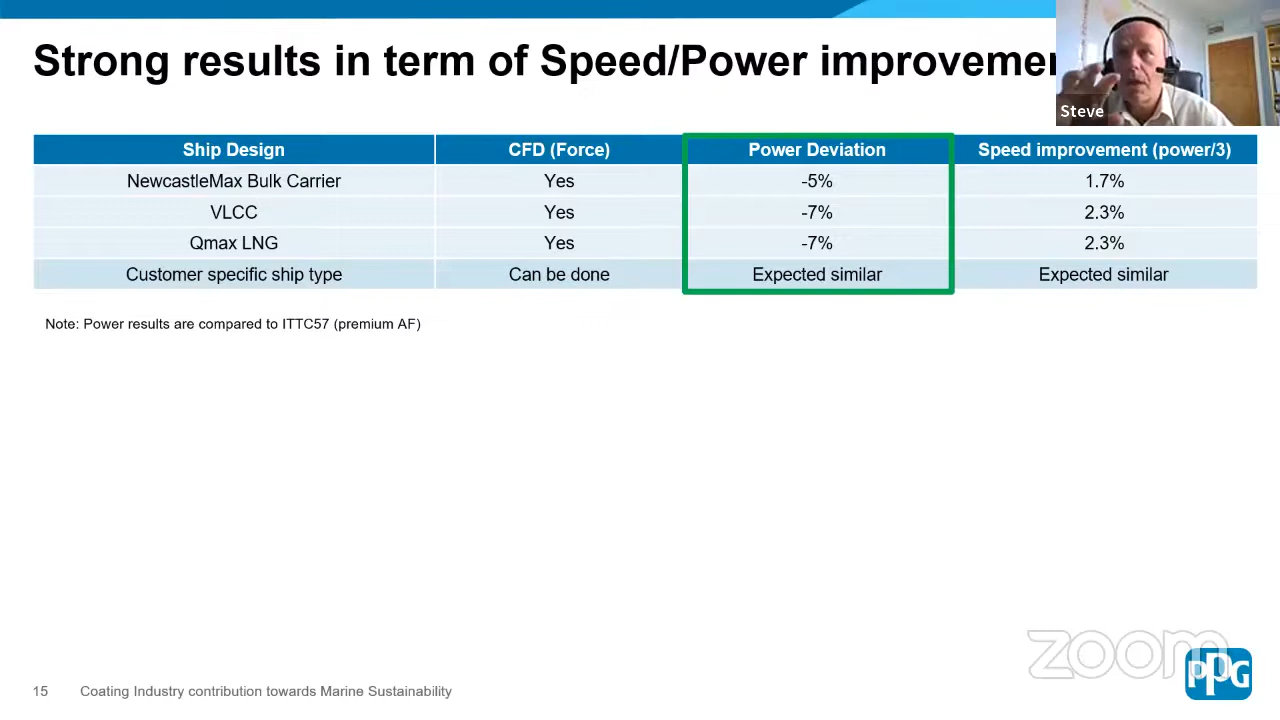 Strong results in term of Speed/Power improvemen
Steve
Ship Design CFD (Force) Power Deviation Speed improvement (power/3)
NewcastleMax Bulk Carrier Yes -5% 1.7%
VLCC Yes -7% 2.3%
Qmax LNG Yes -7% 2.3%
Customer specific ship type Can be done Expected similar Expected similar
Note: Power results are compared to ITTC57 (premium AF)
zoom
PPG
15 Coating Industry contribution towards Marine Sustainability